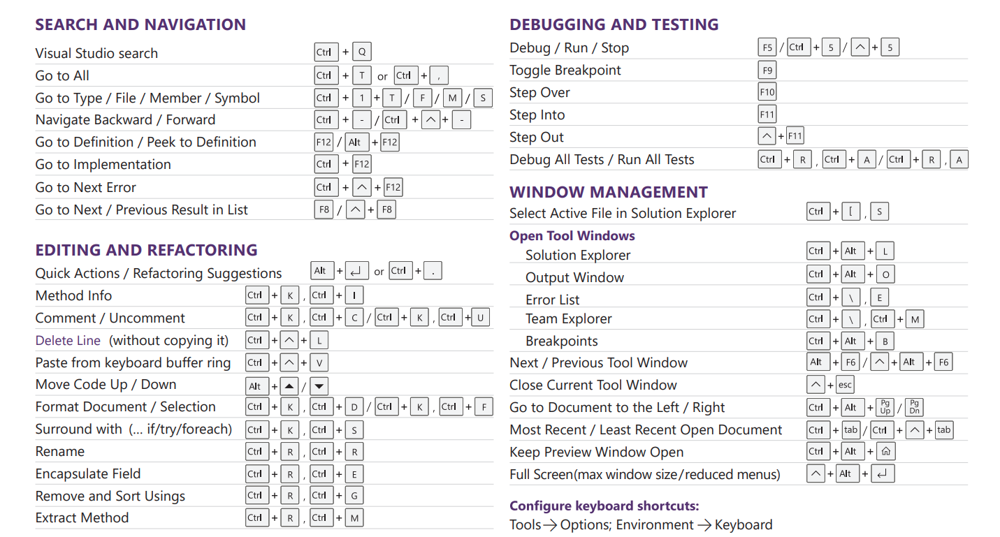 SEARCH AND NAVIGATION
Visual Studio search Ctrl + Q
Go to All Ctrl + T or Ctrl + ,
Go to Type / File / Member / Symbol Ctrl + 1 + T / F / M / S
Navigate Backward / Forward Ctrl + - / Ctrl + ^ + -
Go to Definition / Peek to Definition F12 / Alt + F12
Go to Implementation Ctrl + F12
Go to Next Error Ctrl + ^ + F12
Go to Next / Previous Result in List F8 / ^ + F8
EDITING AND REFACTORING
Quick Actions / Refactoring Suggestions Alt + ↵ or Ctrl + .
Method Info Ctrl + K , Ctrl + I
Comment / Uncomment Ctrl + K , Ctrl + C / Ctrl + K , Ctrl + U
Delete Line (without copying it) Ctrl + ^ + L
Paste from keyboard buffer ring Ctrl + ^ + V
Move Code Up / Down Alt + ▲ / ▼
Format Document / Selection Ctrl + K , Ctrl + D / Ctrl + K , Ctrl + F
Surround with (... if/try/foreach) Ctrl + K , Ctrl + S
Rename Ctrl + R , Ctrl + R
Encapsulate Field Ctrl + R , Ctrl + E
Remove and Sort Usings Ctrl + R , Ctrl + G
Extract Method Ctrl + R , Ctrl + M
DEBUGGING AND TESTING
Debug / Run / Stop F5 / Ctrl + 5 / ^ + 5
Toggle Breakpoint F9
Step Over F10
Step Into F11
Step Out ^ + F11
Debug All Tests / Run All Tests Ctrl + R , Ctrl + A / Ctrl + R , A
WINDOW MANAGEMENT
Select Active File in Solution Explorer Ctrl + [ , S
Open Tool Windows
Solution Explorer Ctrl + Alt + L
Output Window Ctrl + Alt + O
Error List Ctrl + \ , E
Team Explorer Ctrl + \ , Ctrl + M
Breakpoints Ctrl + Alt + B
Next / Previous Tool Window Alt + F6 / ^ + Alt + F6
Close Current Tool Window ^ + esc
Go to Document to the Left / Right Ctrl + Alt + Pg Up / Pg Dn
Most Recent / Least Recent Open Document Ctrl + tab / Ctrl + ^ + tab
Keep Preview Window Open Ctrl + Alt + ⌂
Full Screen(max window size/reduced menus) ^ + Alt + ↵
Configure keyboard shortcuts:
Tools → Options; Environment → Keyboard